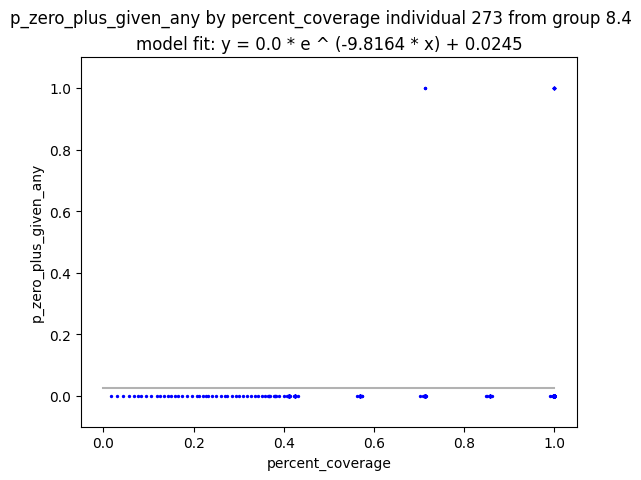 p_zero_plus_given_any by percent_coverage individual 273 from group 8.4
model fit: y = 0.0 * e ^ (-9.8164 * x) + 0.0245
1.0
0.8
0.6
0.4
0.2
0.0
p_zero_plus_given_any
0.0 0.2 0.4 0.6 0.8 1.0
percent_coverage